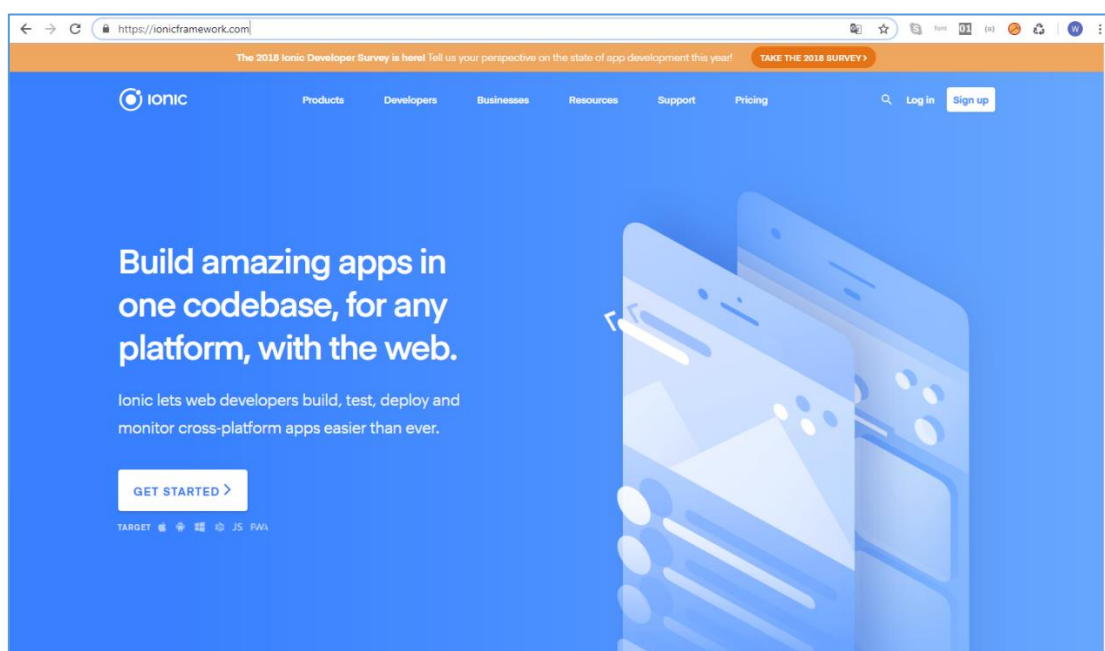 https://ionicframework.com
The 2018 Ionic Developer Survey is here! Tell us your perspective on the state of app development this year! TAKE THE 2018 SURVEY >
IONIC Products Developers Businesses Resources Support Pricing Log in Sign up
Build amazing apps in
one codebase, for any
platform, with the web.
Ionic lets web developers build, test, deploy and
monitor cross-platform apps easier than ever.
GET STARTED >
TARGET JS PWA